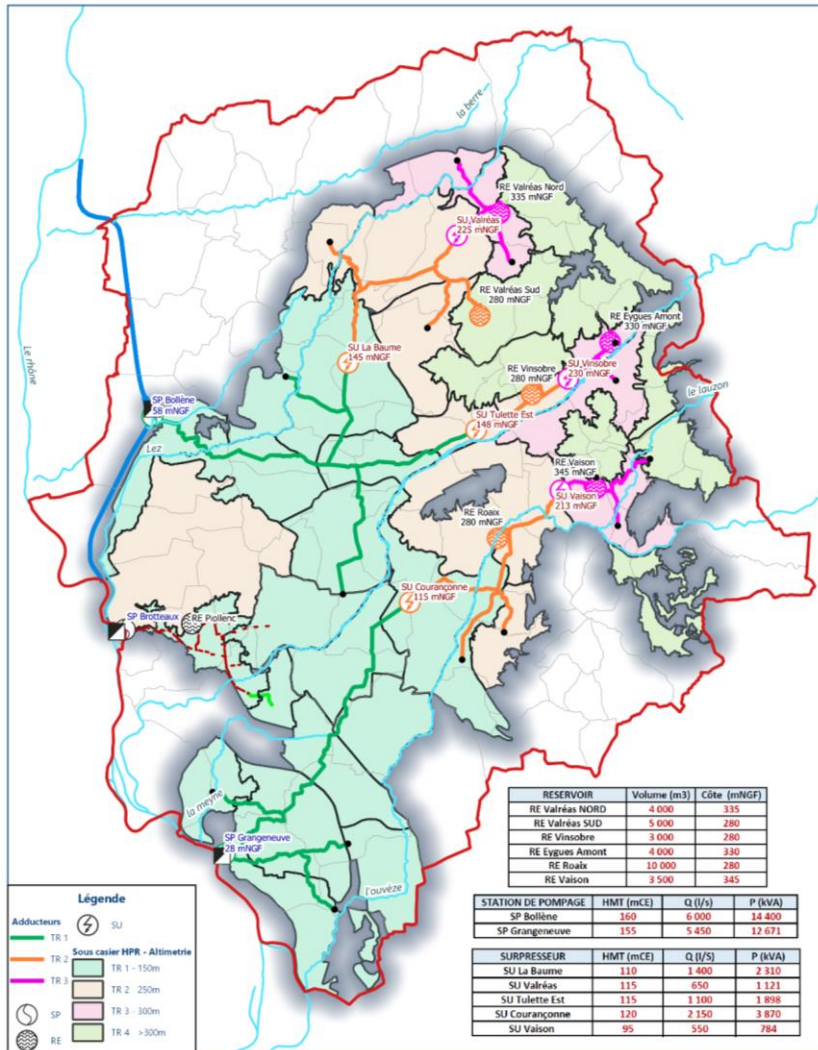 la berre
RE Valréas Nord
335 mNGF
SU Valréas
225 mNGF
Le rhône
RE Valréas Sud
280 mNGF
RE Eygues Amont
330 mNGF
SU La Baume
145 mNGF
RE Vinsobre
280 mNGF
SU Vinsobre
230 mNGF
le lauzon
SP Bollène
58 mNGF
SU Tulette Est
148 mNGF
Lez
RE Vaison
345 mNGF
SU Vaison
213 mNGF
RE Roaix
280 mNGF
SU Courançonne
115 mNGF
SP Brotteaux
RE Piollenc
la meyne
SP Grangeneuve
28 mNGF
l'ouvèze
RESERVOIR Volume (m3) Côte (mNGF)
RE Valréas NORD 4 000 335
RE Valréas SUD 5 000 280
RE Vinsobre 3 000 280
RE Eygues Amont 4 000 330
RE Roaix 10 000 280
RE Vaison 3 500 345
STATION DE POMPAGE HMT (mCE) Q (l/s) P (kVA)
SP Bollène 160 6 000 14 400
SP Grangeneuve 155 5 450 12 671
SURPRESSEUR HMT (mCE) Q (l/S) P (kVA)
SU La Baume 110 1 400 2 310
SU Valréas 115 650 1 121
SU Tulette Est 115 1 100 1 898
SU Courançonne 120 2 150 3 870
SU Vaison 95 550 784
Légende
Adducteurs
TR 1
TR 2
TR 3
SP
RE
SU
Sous casier HPR - Altimetrie
TR 1 - 150m
TR 2 250m
TR 3 - 300m
TR 4 >300m